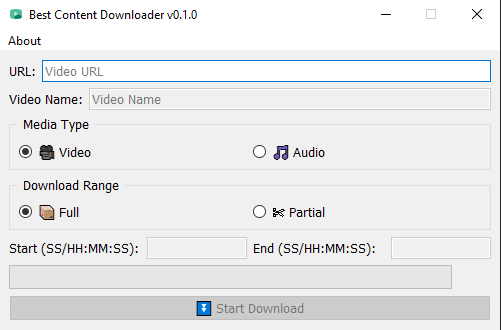 Best Content Downloader v0.1.0
About
URL: Video URL
Video Name: Video Name
Media Type
Video Audio
Download Range
Full Partial
Start (SS/HH:MM:SS): End (SS/HH:MM:SS):
Start Download